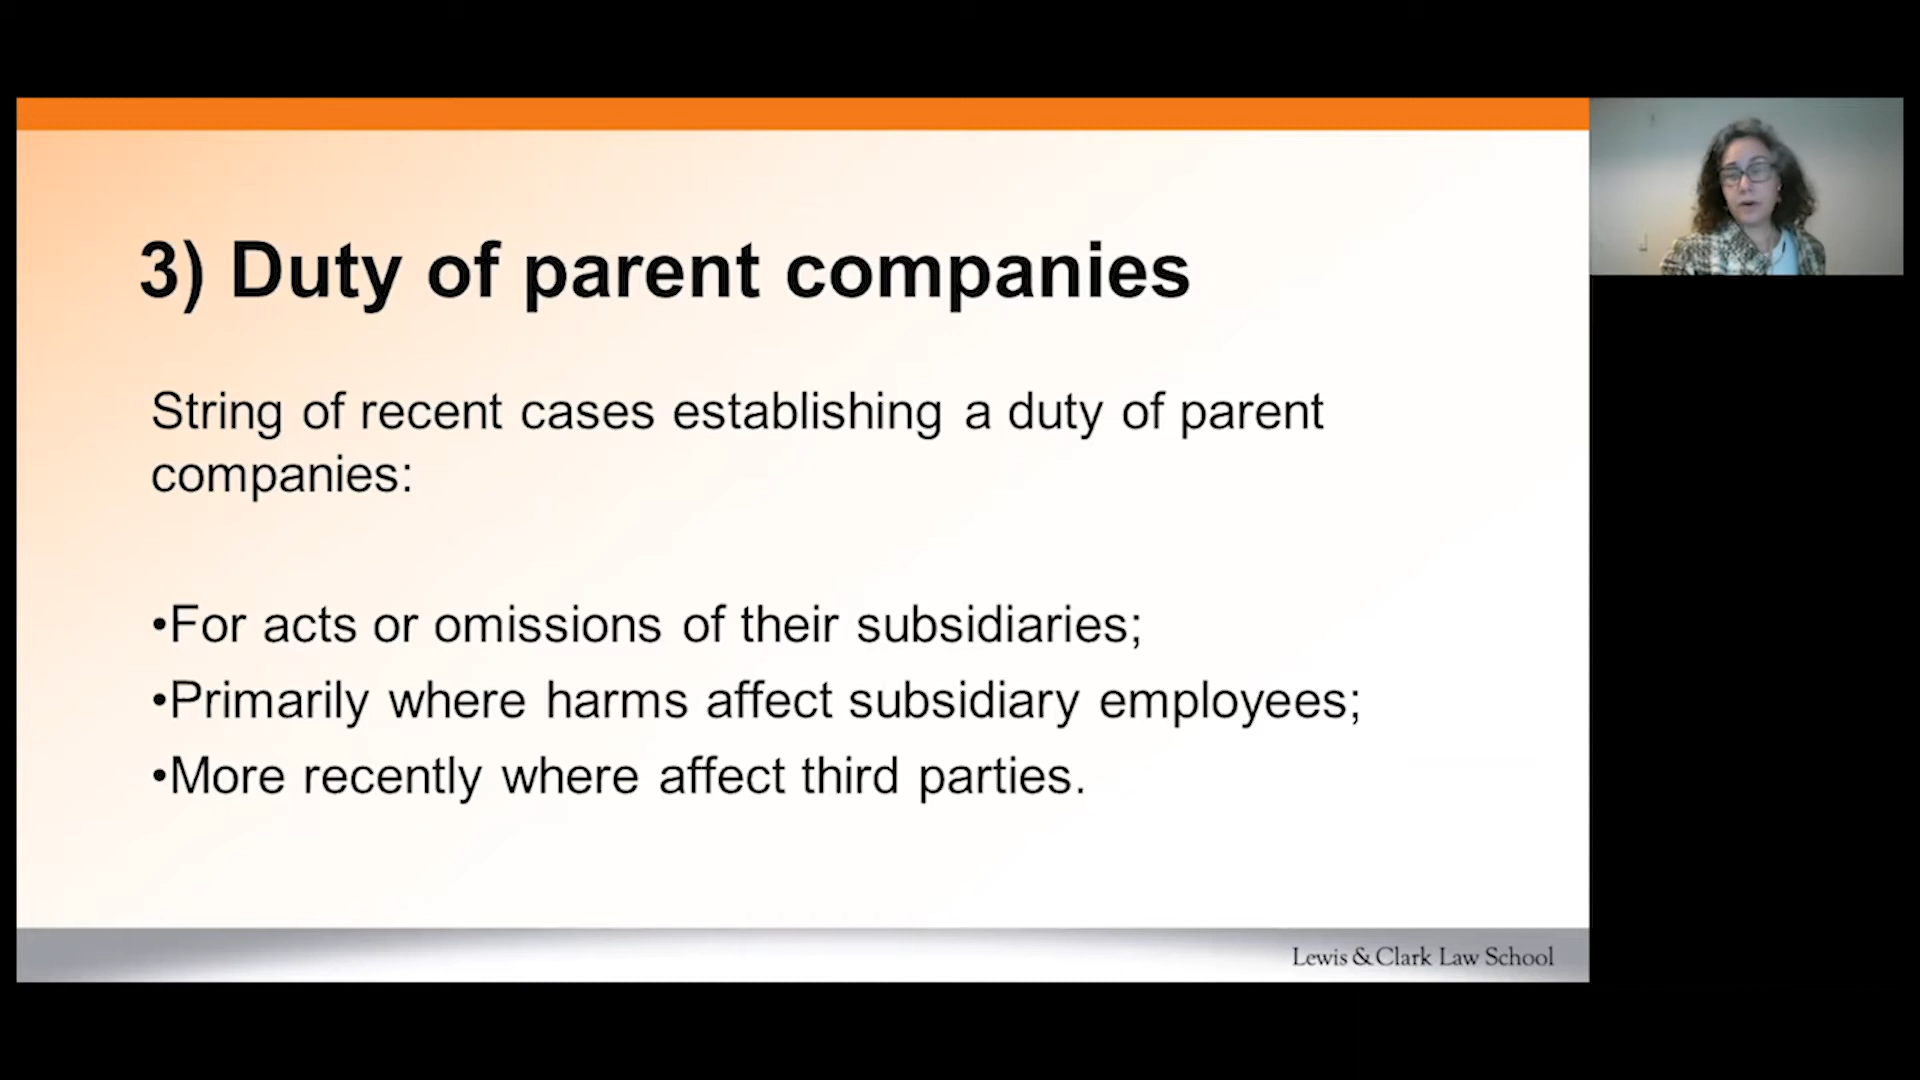 3) Duty of parent companies
String of recent cases establishing a duty of parent
companies:
•For acts or omissions of their subsidiaries;
•Primarily where harms affect subsidiary employees;
•More recently where affect third parties.
Lewis & Clark Law School